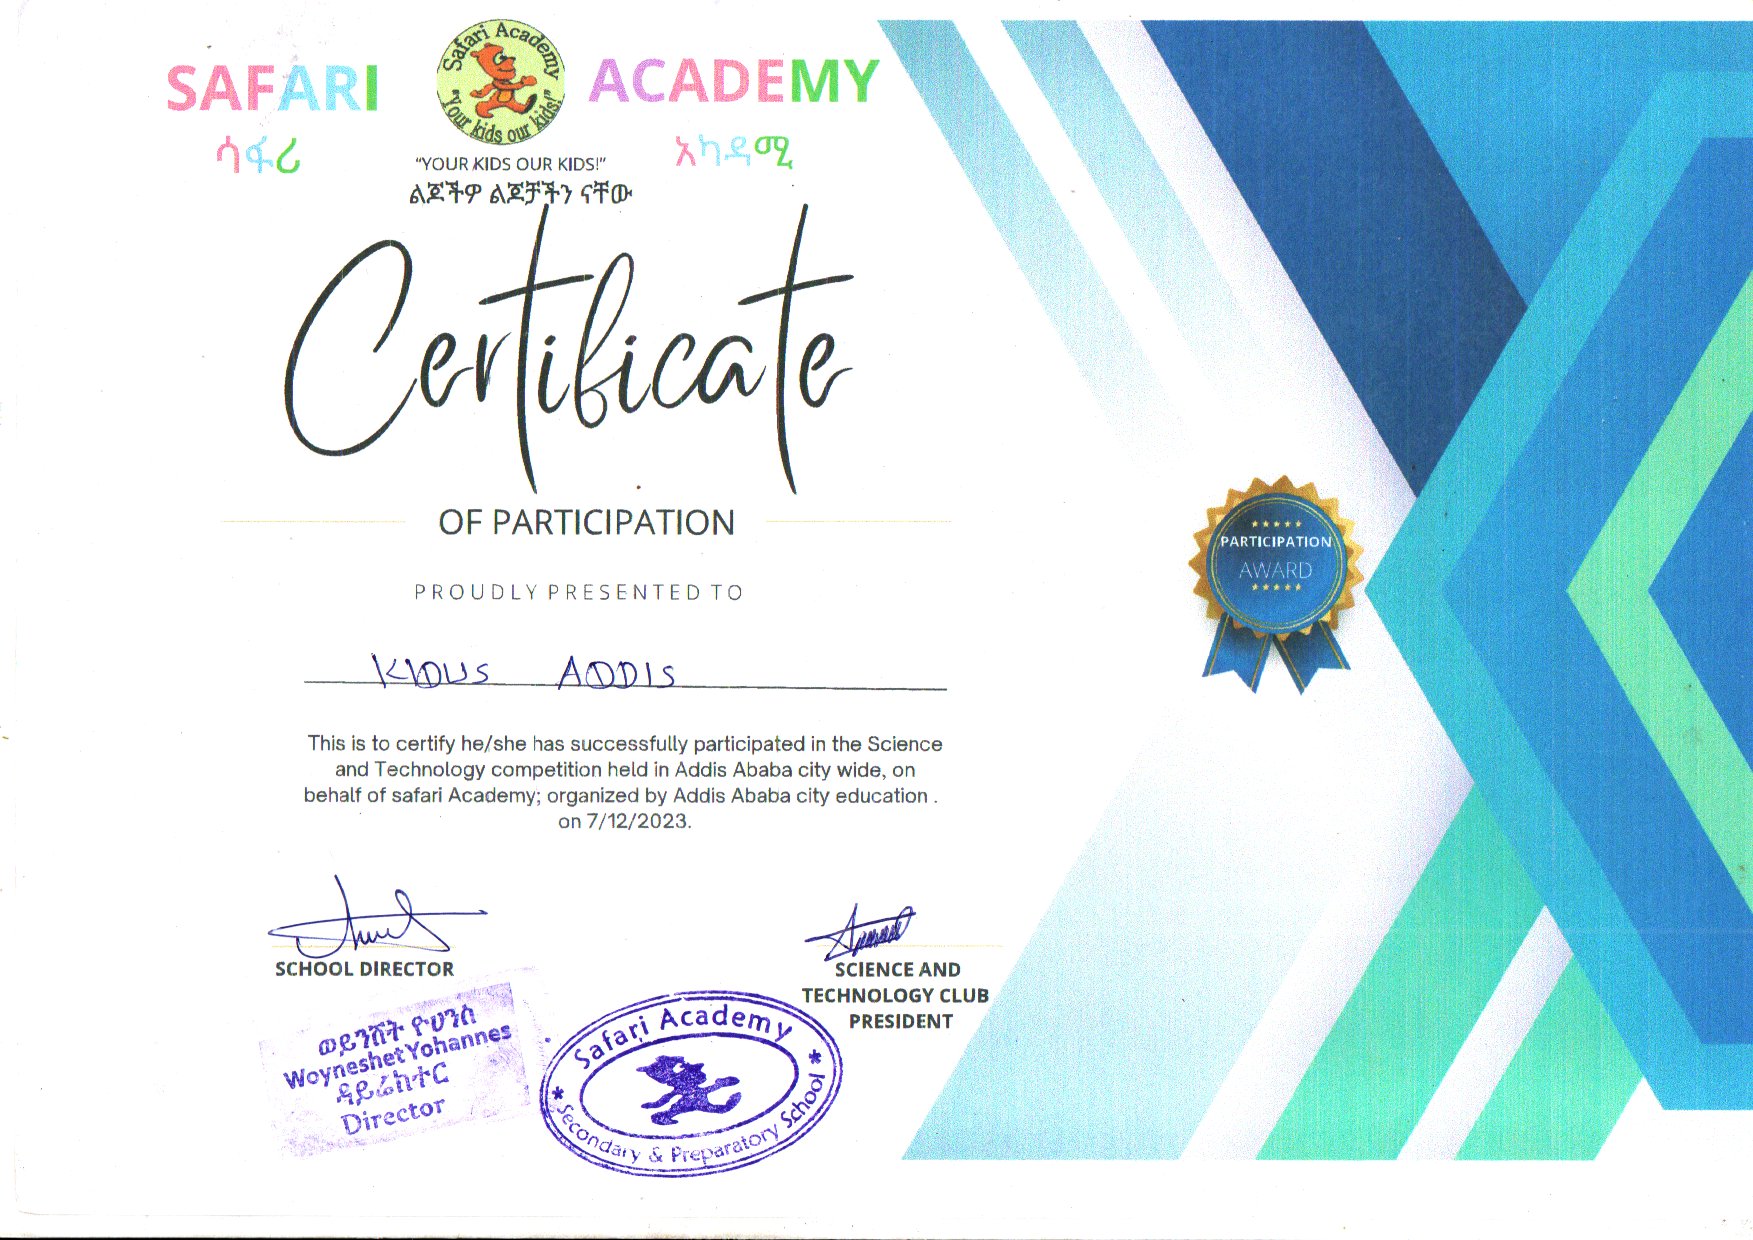 SAFARI ACADEMY
ሳፋሪ አካዳሚ
Safari Academy
"Your kids our kids!"
"YOUR KIDS OUR KIDS!"
ልጆችዎ ልጆቻችን ናቸው
Certificate
OF PARTICIPATION
PROUDLY PRESENTED TO
KIDUS ADDIS
This is to certify he/she has successfully participated in the Science
and Technology competition held in Addis Ababa city wide, on
behalf of safari Academy; organized by Addis Ababa city education .
on 7/12/2023.
PARTICIPATION
AWARD
SCHOOL DIRECTOR
SCIENCE AND
TECHNOLOGY CLUB
PRESIDENT
ወይንሸት ዮሀንስ
Woyneshet Yohannes
ዳይሬክተር
Director
Safari Academy
* Secondary & Preparatory School *